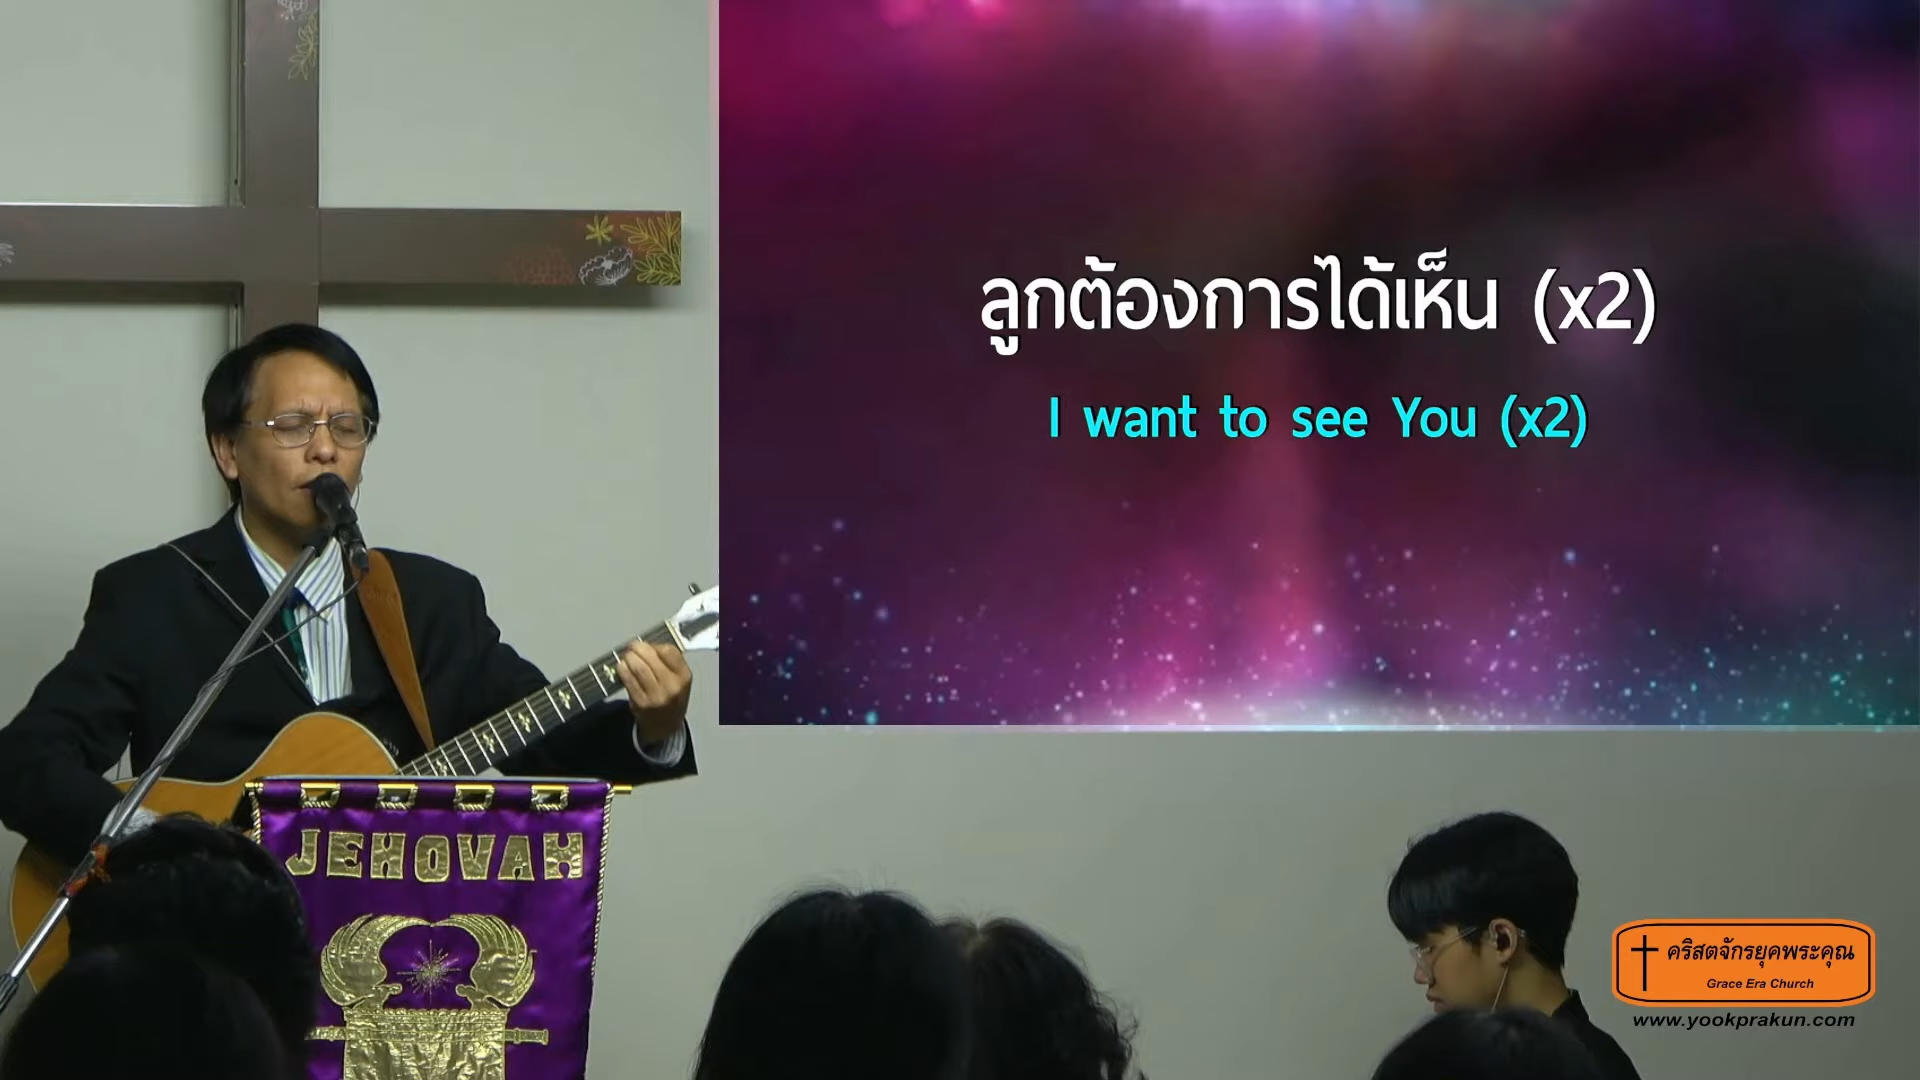 ลูกต้องการได้เห็น (x2)
I want to see You (x2)
JEHOVAH
คริสตจักรยุคพระคุณ
Grace Era Church
www.yookprakun.com